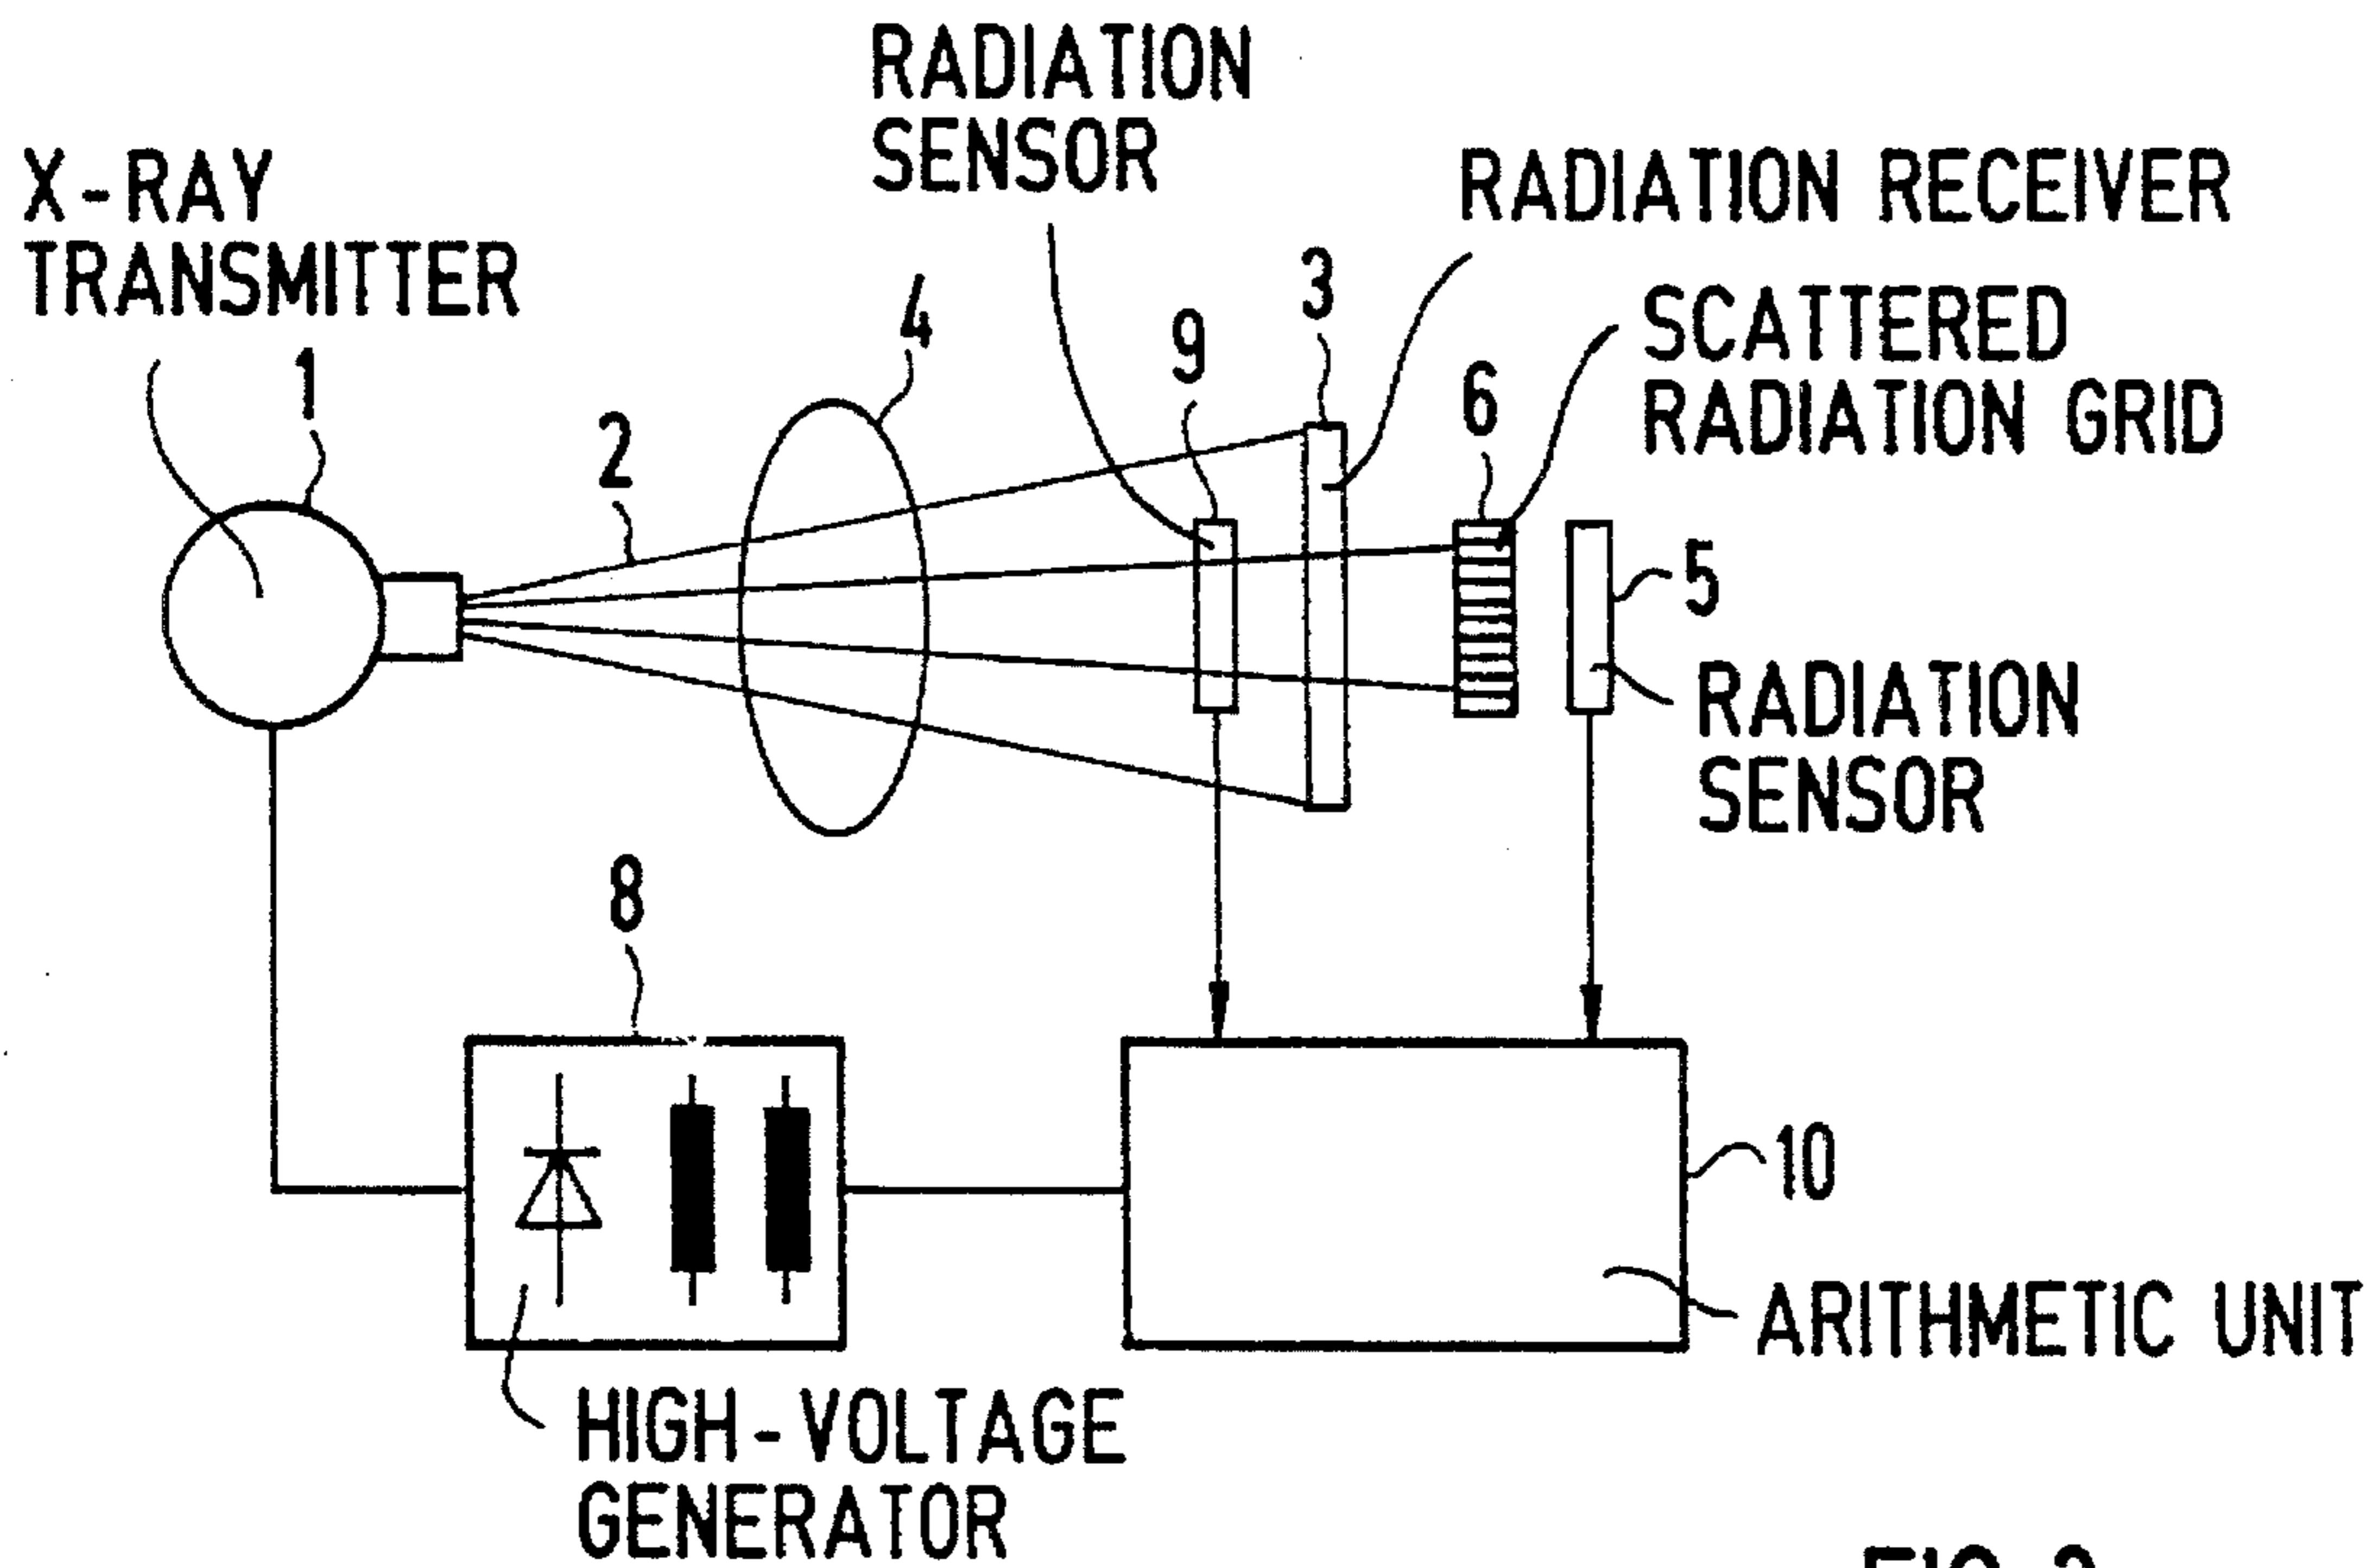 RADIATION
SENSOR
X-RAY
TRANSMITTER
RADIATION RECEIVER
SCATTERED
RADIATION GRID
1
2
4
9
3
6
5
RADIATION
SENSOR
8
10
ARITHMETIC UNIT
HIGH-VOLTAGE
GENERATOR